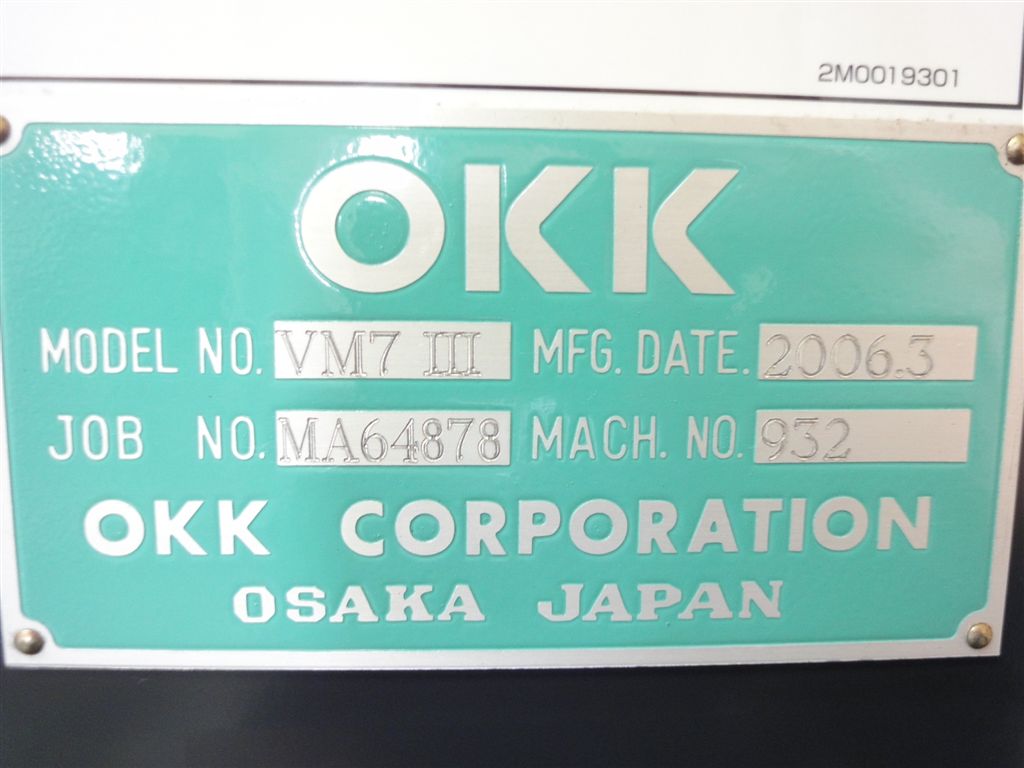 2M0019301
OKK
MODEL NO. VM7 III MFG. DATE. 2006.3
JOB NO. MA64878 MACH. NO. 932
OKK CORPORATION
OSAKA JAPAN